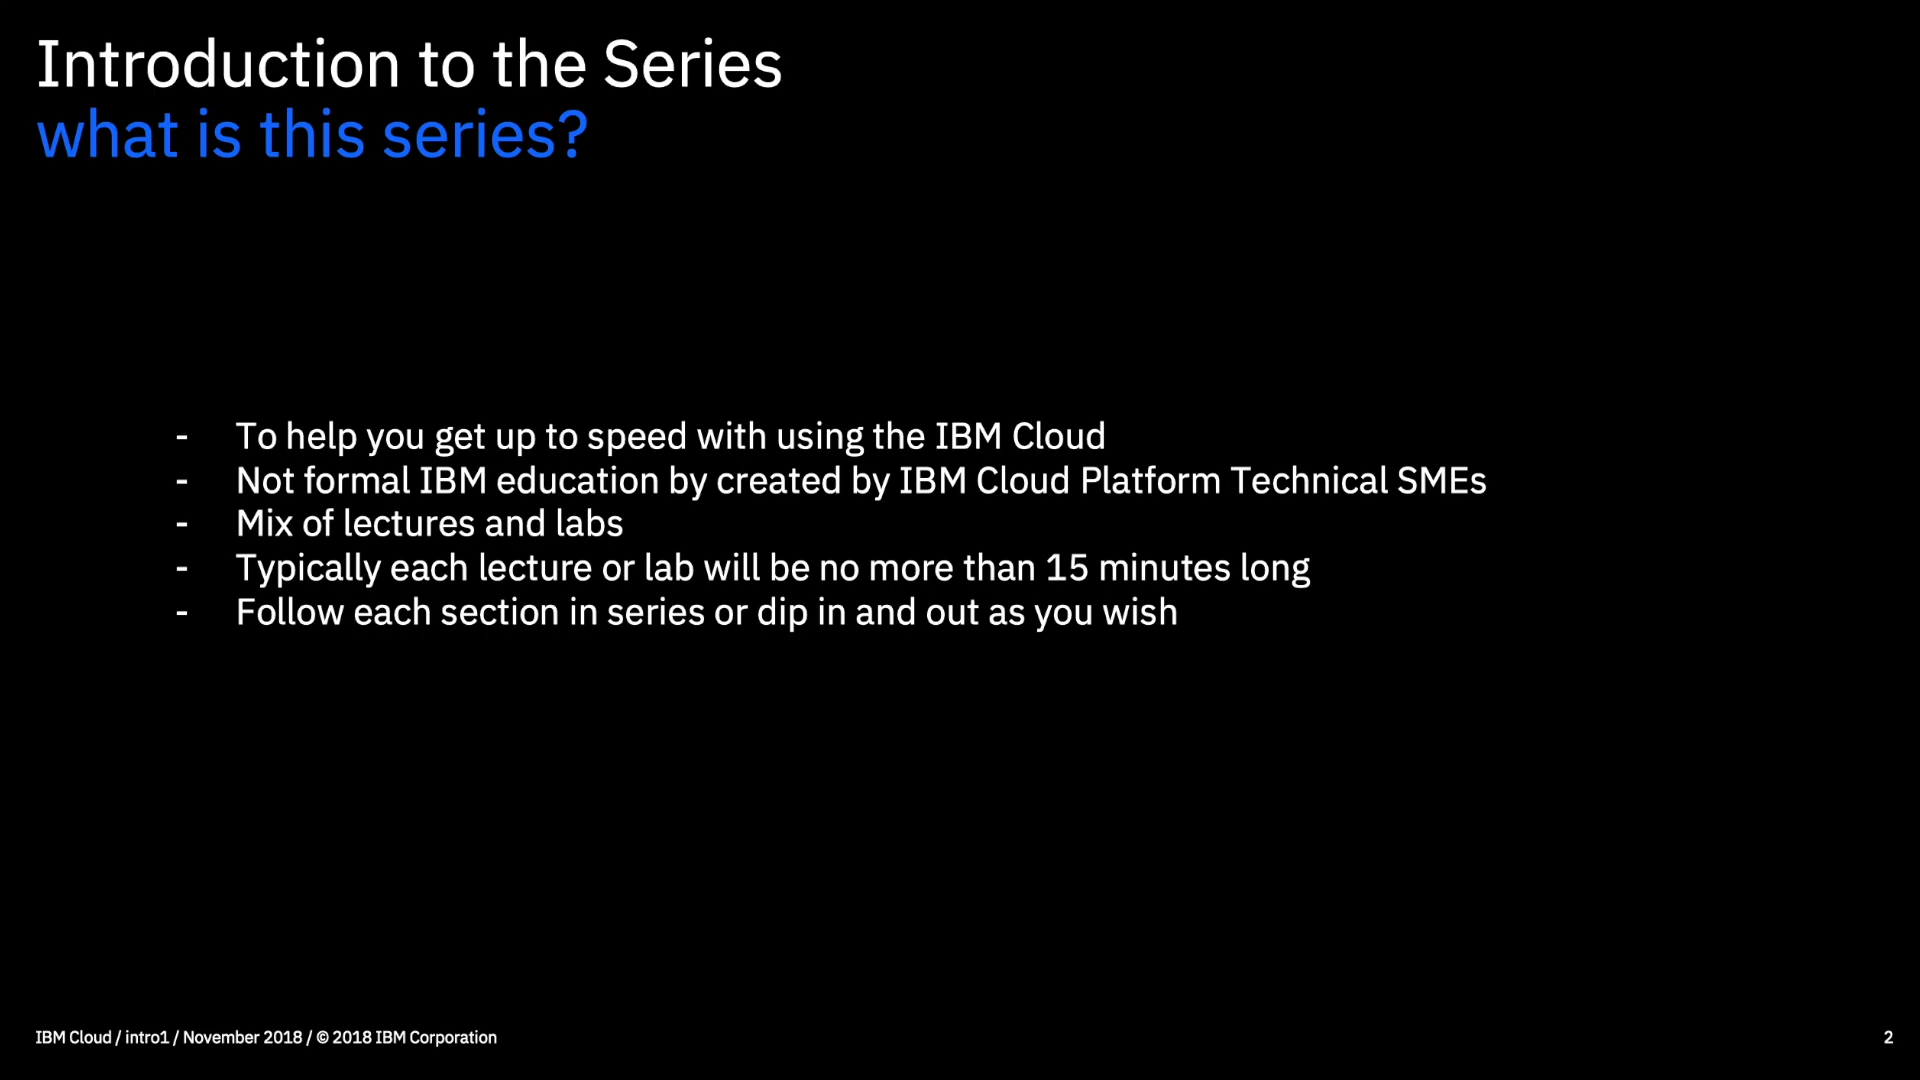 Introduction to the Series
what is this series?
- To help you get up to speed with using the IBM Cloud
- Not formal IBM education by created by IBM Cloud Platform Technical SMEs
- Mix of lectures and labs
- Typically each lecture or lab will be no more than 15 minutes long
- Follow each section in series or dip in and out as you wish
IBM Cloud / intro1 / November 2018 / © 2018 IBM Corporation
2